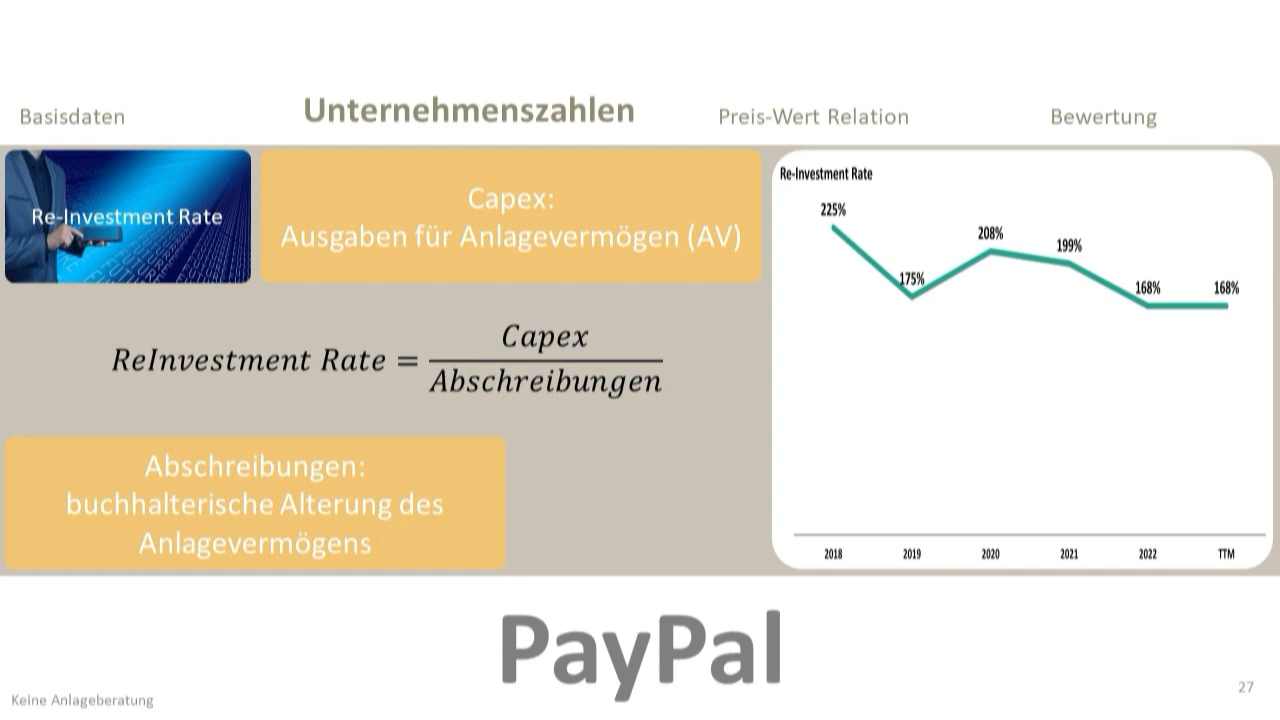 Basisdaten
Unternehmenszahlen
Preis-Wert Relation
Bewertung
Re-Investment Rate
Capex:
Ausgaben für Anlagevermögen (AV)
ReInvestment Rate = Capex / Abschreibungen
Abschreibungen:
buchhalterische Alterung des
Anlagevermögens
Re-Investment Rate
225%
175%
208%
199%
168%
168%
2018
2019
2020
2021
2022
TTM
PayPal
Keine Anlageberatung
27